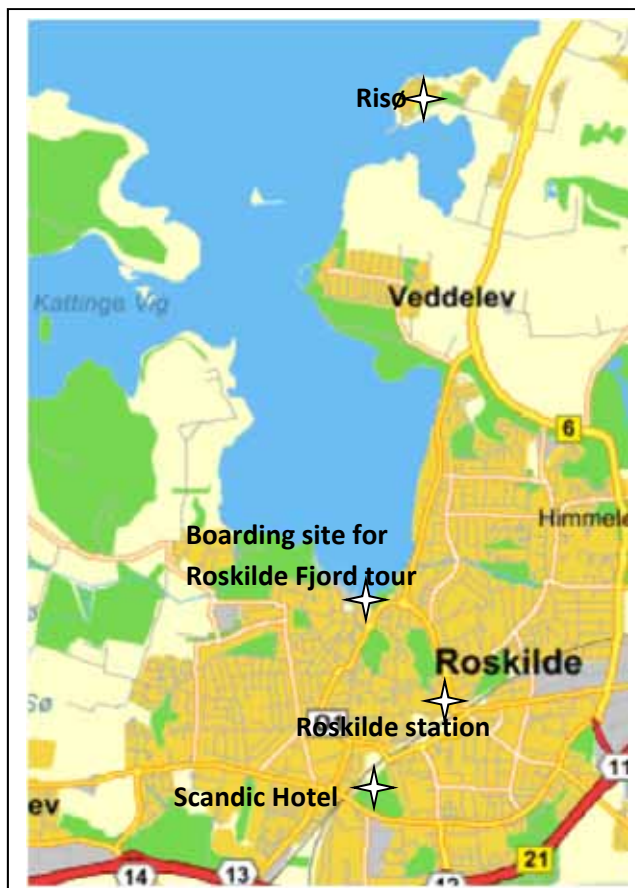 Risø
Veddelev
Kattinge Vig
6
Himmele
Boarding site for
Roskilde Fjord tour
Roskilde
Sø
Roskilde station
11
Scandic Hotel
ev
21
14
13
12